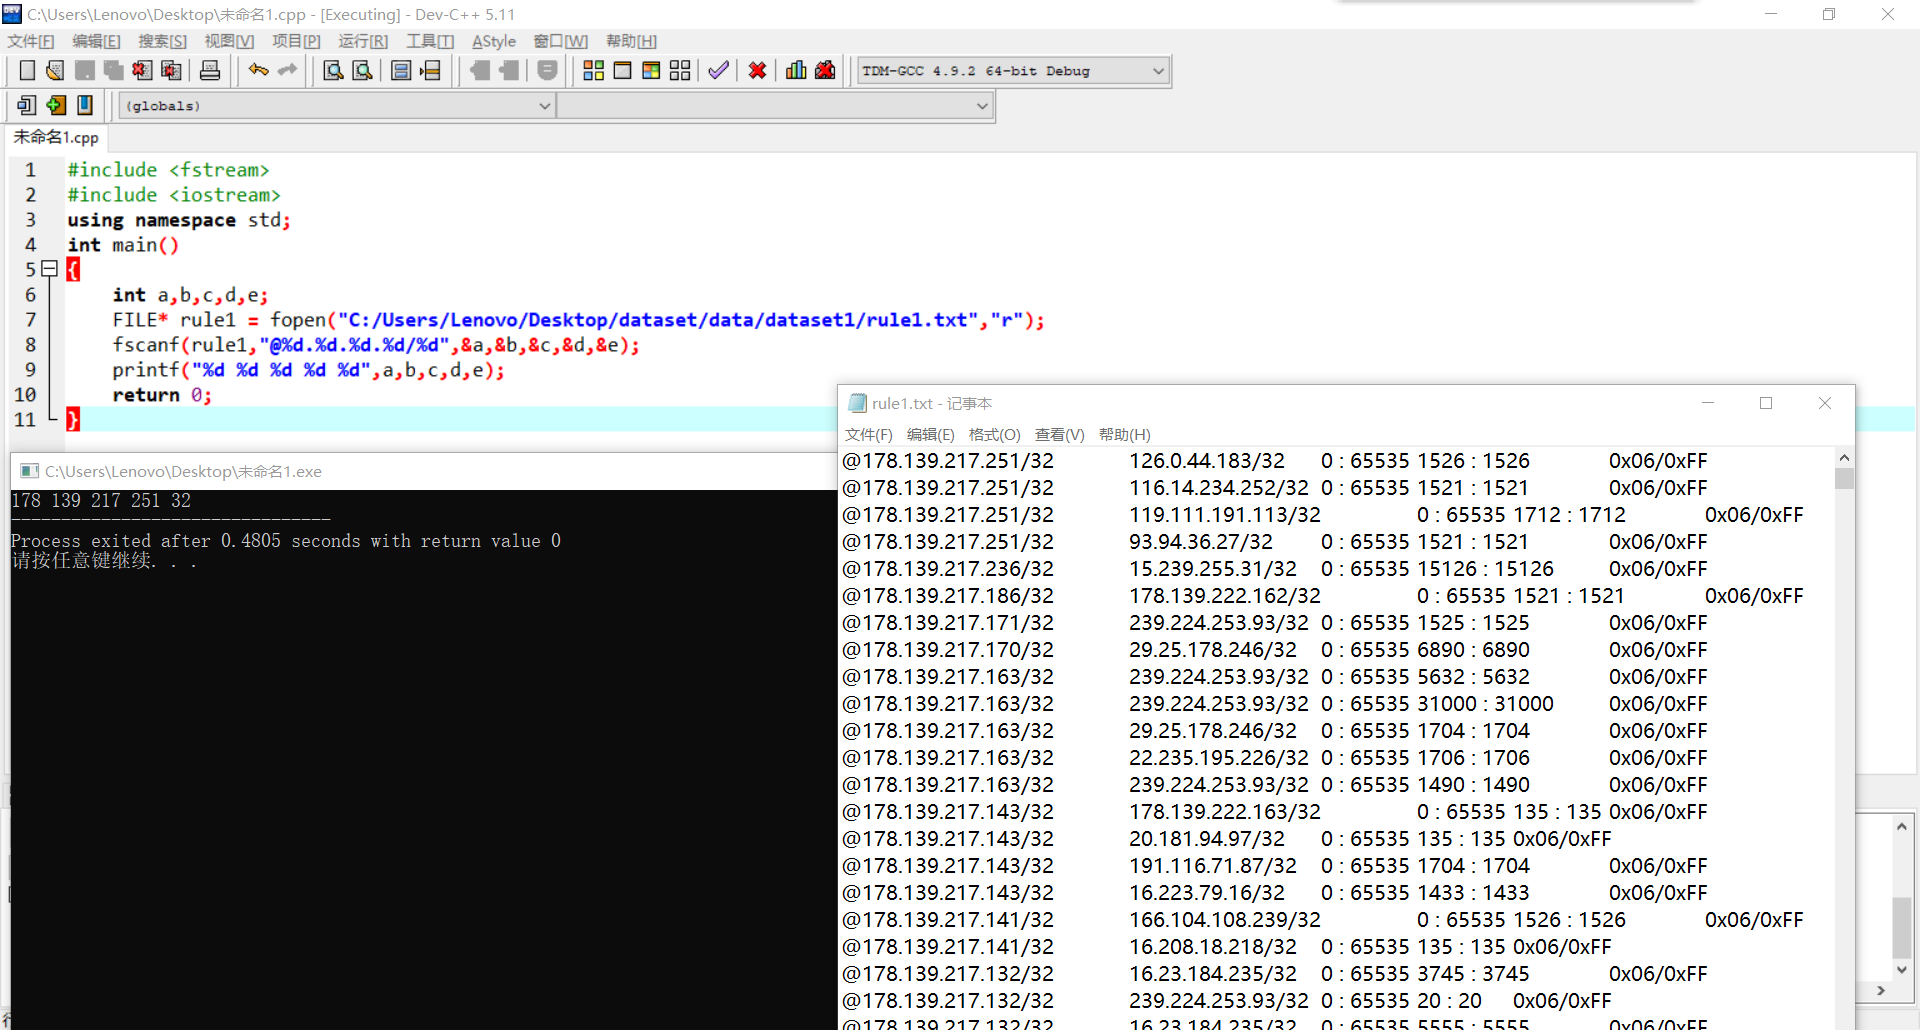 C:\Users\Lenovo\Desktop\未命名1.cpp - [Executing] - Dev-C++ 5.11
文件[F] 编辑[E] 搜索[S] 视图[V] 项目[P] 运行[R] 工具[T] AStyle 窗口[W] 帮助[H]
TDM-GCC 4.9.2 64-bit Debug
(globals)
未命名1.cpp
1 #include <fstream>
2 #include <iostream>
3 using namespace std;
4 int main()
5 {
6 int a,b,c,d,e;
7 FILE* rule1 = fopen("C:/Users/Lenovo/Desktop/dataset/data/dataset1/rule1.txt","r");
8 fscanf(rule1,"@%d.%d.%d.%d/%d",&a,&b,&c,&d,&e);
9 printf("%d %d %d %d %d",a,b,c,d,e);
10 return 0;
11 }
C:\Users\Lenovo\Desktop\未命名1.exe
178 139 217 251 32
--------------------------------
Process exited after 0.4805 seconds with return value 0
请按任意键继续. . .
rule1.txt - 记事本
文件(F) 编辑(E) 格式(O) 查看(V) 帮助(H)
@178.139.217.251/32 126.0.44.183/32 0 : 65535 1526 : 1526 0x06/0xFF
@178.139.217.251/32 116.14.234.252/32 0 : 65535 1521 : 1521 0x06/0xFF
@178.139.217.251/32 119.111.191.113/32 0 : 65535 1712 : 1712 0x06/0xFF
@178.139.217.251/32 93.94.36.27/32 0 : 65535 1521 : 1521 0x06/0xFF
@178.139.217.236/32 15.239.255.31/32 0 : 65535 15126 : 15126 0x06/0xFF
@178.139.217.186/32 178.139.222.162/32 0 : 65535 1521 : 1521 0x06/0xFF
@178.139.217.171/32 239.224.253.93/32 0 : 65535 1525 : 1525 0x06/0xFF
@178.139.217.170/32 29.25.178.246/32 0 : 65535 6890 : 6890 0x06/0xFF
@178.139.217.163/32 239.224.253.93/32 0 : 65535 5632 : 5632 0x06/0xFF
@178.139.217.163/32 239.224.253.93/32 0 : 65535 31000 : 31000 0x06/0xFF
@178.139.217.163/32 29.25.178.246/32 0 : 65535 1704 : 1704 0x06/0xFF
@178.139.217.163/32 22.235.195.226/32 0 : 65535 1706 : 1706 0x06/0xFF
@178.139.217.163/32 239.224.253.93/32 0 : 65535 1490 : 1490 0x06/0xFF
@178.139.217.143/32 178.139.222.163/32 0 : 65535 135 : 135 0x06/0xFF
@178.139.217.143/32 20.181.94.97/32 0 : 65535 135 : 135 0x06/0xFF
@178.139.217.143/32 191.116.71.87/32 0 : 65535 1704 : 1704 0x06/0xFF
@178.139.217.143/32 16.223.79.16/32 0 : 65535 1433 : 1433 0x06/0xFF
@178.139.217.141/32 166.104.108.239/32 0 : 65535 1526 : 1526 0x06/0xFF
@178.139.217.141/32 16.208.18.218/32 0 : 65535 135 : 135 0x06/0xFF
@178.139.217.132/32 16.23.184.235/32 0 : 65535 3745 : 3745 0x06/0xFF
@178.139.217.132/32 239.224.253.93/32 0 : 65535 20 : 20 0x06/0xFF
@178.139.217.132/32 16.23.184.235/32 0 : 65535 5555 : 5555 0x06/0xFF